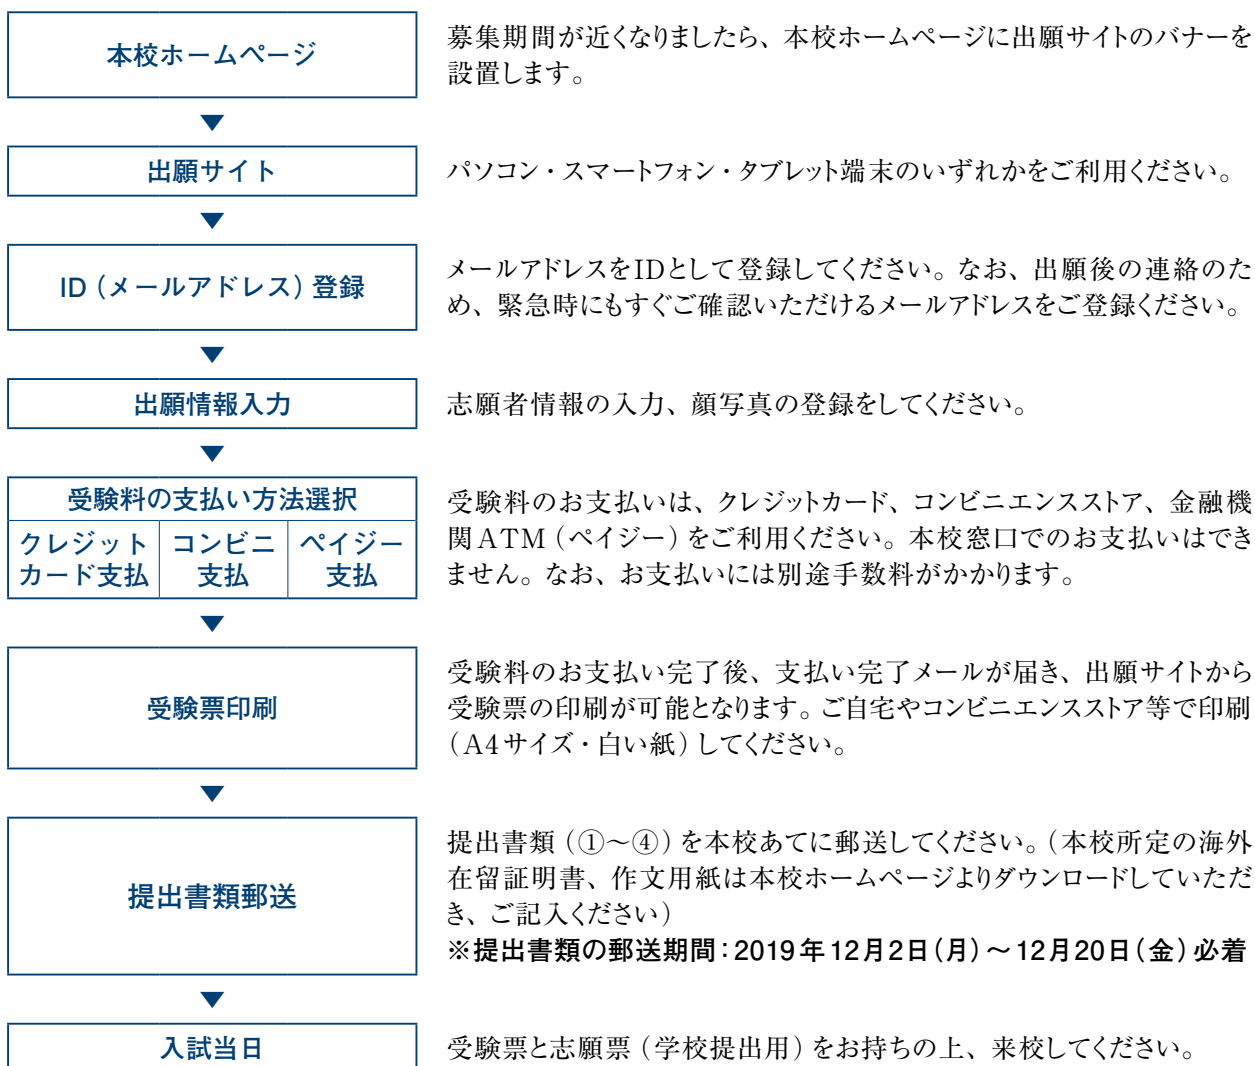 本校ホームページ
募集期間が近くなりましたら、本校ホームページに出願サイトのバナーを
設置します。
▼
出願サイト
パソコン・スマートフォン・タブレット端末のいずれかをご利用ください。
▼
ID（メールアドレス）登録
メールアドレスをIDとして登録してください。なお、出願後の連絡のた
め、緊急時にもすぐご確認いただけるメールアドレスをご登録ください。
▼
出願情報入力
志願者情報の入力、顔写真の登録をしてください。
▼
受験料の支払い方法選択
クレジット
カード支払
コンビニ
支払
ペイジー
支払
受験料のお支払いは、クレジットカード、コンビニエンスストア、金融機
関ATM（ペイジー）をご利用ください。本校窓口でのお支払いはでき
ません。なお、お支払いには別途手数料がかかります。
▼
受験票印刷
受験料のお支払い完了後、支払い完了メールが届き、出願サイトから
受験票の印刷が可能となります。ご自宅やコンビニエンスストア等で印刷
（A4サイズ・白い紙）してください。
▼
提出書類郵送
提出書類（①～④）を本校あてに郵送してください。（本校所定の海外
在留証明書、作文用紙は本校ホームページよりダウンロードしていただ
き、ご記入ください）
※提出書類の郵送期間：2019年12月2日（月）～12月20日（金）必着
▼
入試当日
受験票と志願票（学校提出用）をお持ちの上、来校してください。